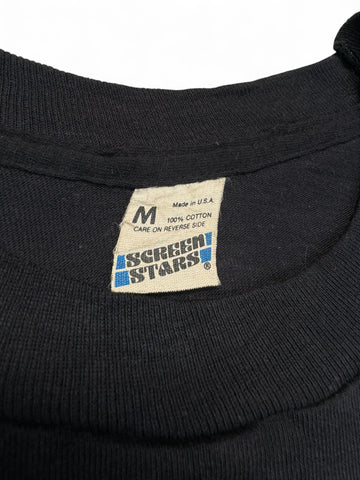 Made in U.S.A.
M 100% COTTON
CARE ON REVERSE SIDE
SCREEN
STARS®